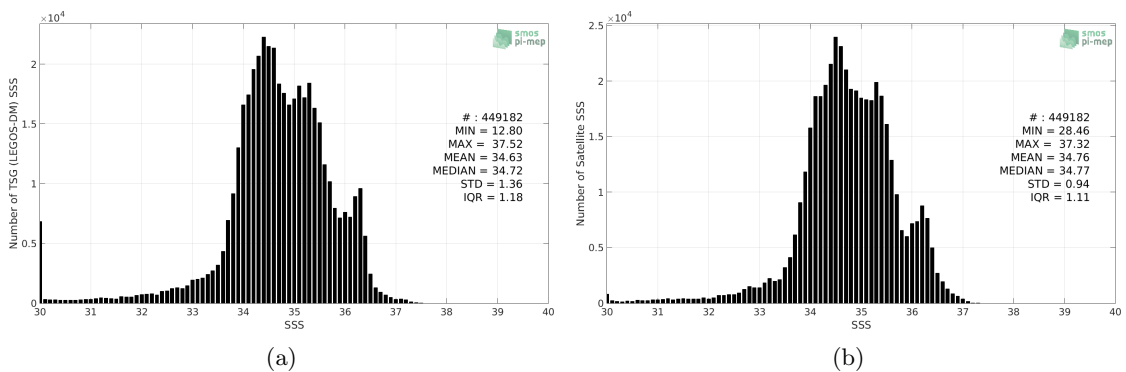 ×10⁴
2
1.5
1
0.5
0
Number of TSG (LEGOS-DM) SSS
30 31 32 33 34 35 36 37 38 39 40
SSS
smos
pi-mep
# : 449182
MIN = 12.80
MAX = 37.52
MEAN = 34.63
MEDIAN = 34.72
STD = 1.36
IQR = 1.18
(a)
×10⁴
2.5
2
1.5
1
0.5
0
Number of Satellite SSS
30 31 32 33 34 35 36 37 38 39 40
SSS
smos
pi-mep
# : 449182
MIN = 28.46
MAX = 37.32
MEAN = 34.76
MEDIAN = 34.77
STD = 0.94
IQR = 1.11
(b)